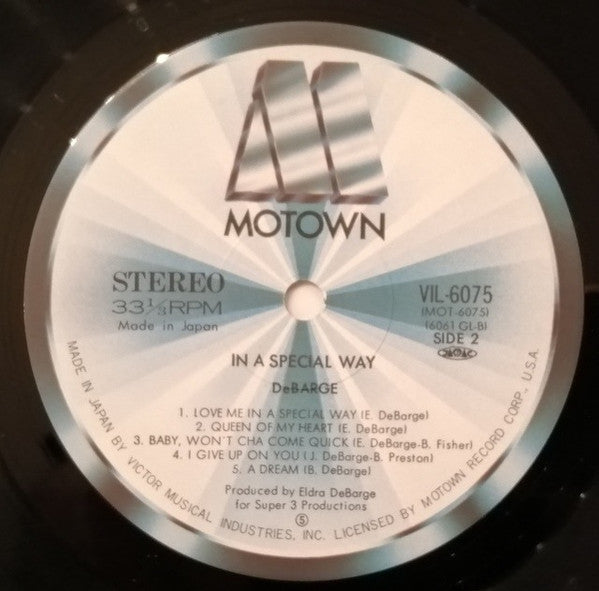 MOTOWN
STEREO
33⅓RPM
Made in Japan
VIL-6075
(MOT-6075)
(6061 GL-B)
SIDE 2
IN A SPECIAL WAY
DeBARGE
1. LOVE ME IN A SPECIAL WAY (E. DeBarge)
2. QUEEN OF MY HEART (E. DeBarge)
3. BABY, WON'T CHA COME QUICK (E. DeBarge-B. Fisher)
4. I GIVE UP ON YOU (J. DeBarge-B. Preston)
5. A DREAM (B. DeBarge)
Produced by Eldra DeBarge
for Super 3 Productions
Ⓢ
MADE IN JAPAN BY VICTOR MUSICAL INDUSTRIES, INC. LICENSED BY MOTOWN RECORD CORP., U.S.A.